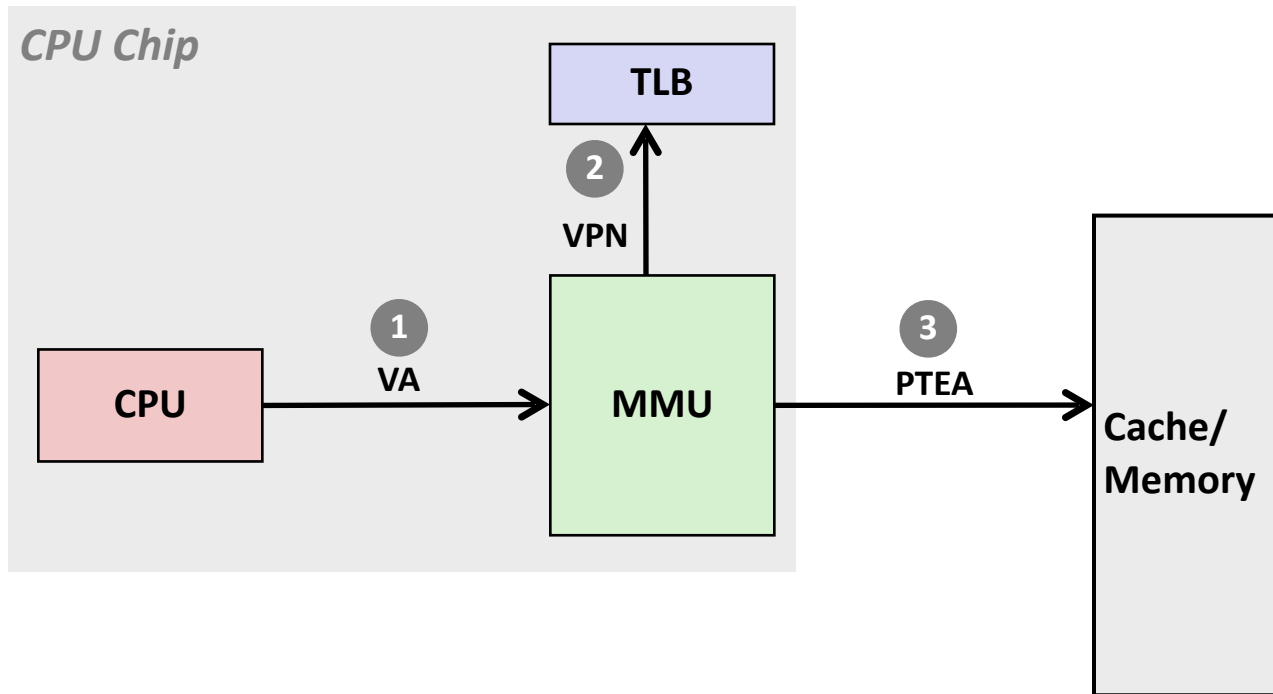 CPU Chip
TLB
2
VPN
1
VA
CPU
MMU
3
PTEA
Cache/
Memory